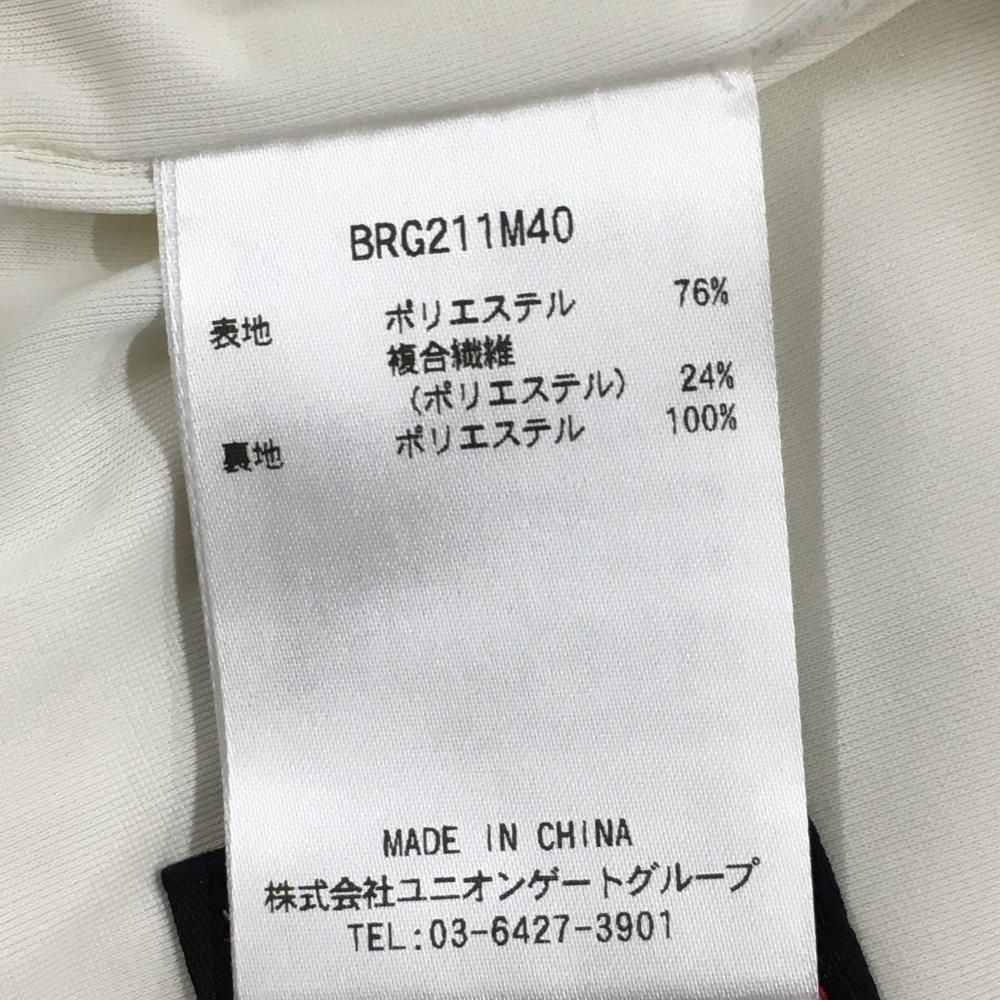 BRG211M40
表地 ポリエステル 76%
複合繊維
(ポリエステル) 24%
裏地 ポリエステル 100%
MADE IN CHINA
株式会社ユニオンゲートグループ
TEL:03-6427-3901